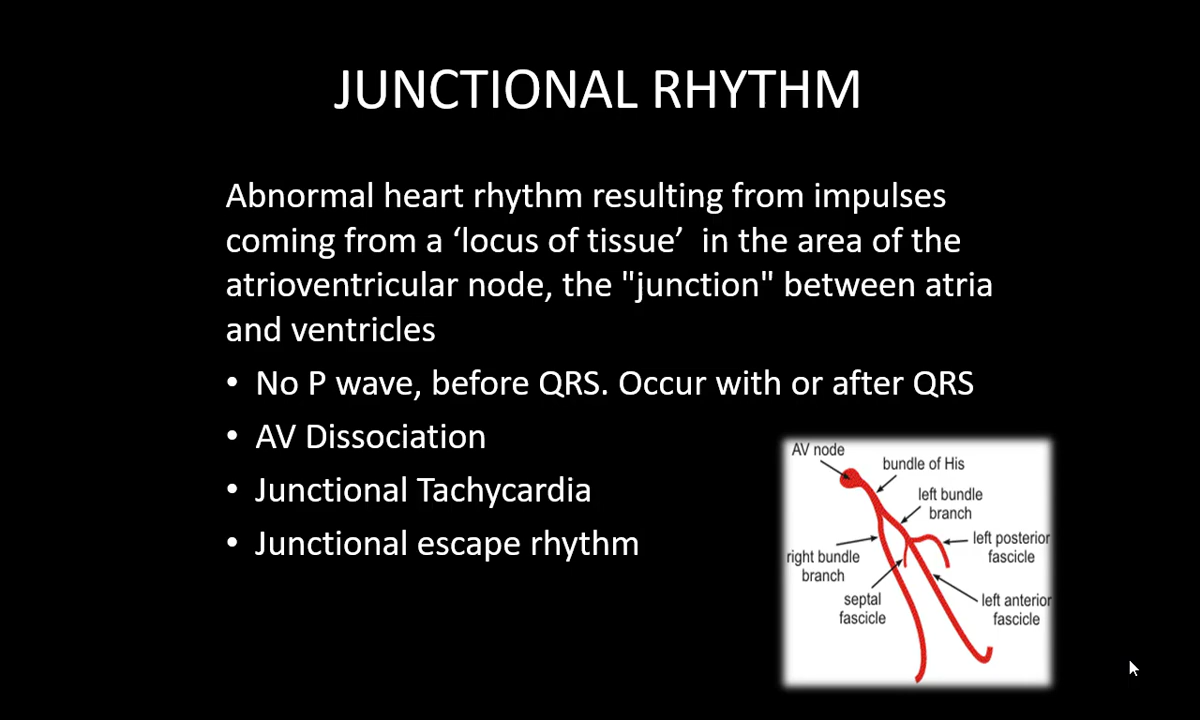 JUNCTIONAL RHYTHM
Abnormal heart rhythm resulting from impulses
coming from a ‘locus of tissue’  in the area of the
atrioventricular node, the "junction" between atria
and ventricles
• No P wave, before QRS. Occur with or after QRS
• AV Dissociation
• Junctional Tachycardia
• Junctional escape rhythm
AV node
bundle of His
left bundle
branch
left posterior
fascicle
right bundle
branch
septal
fascicle
left anterior
fascicle